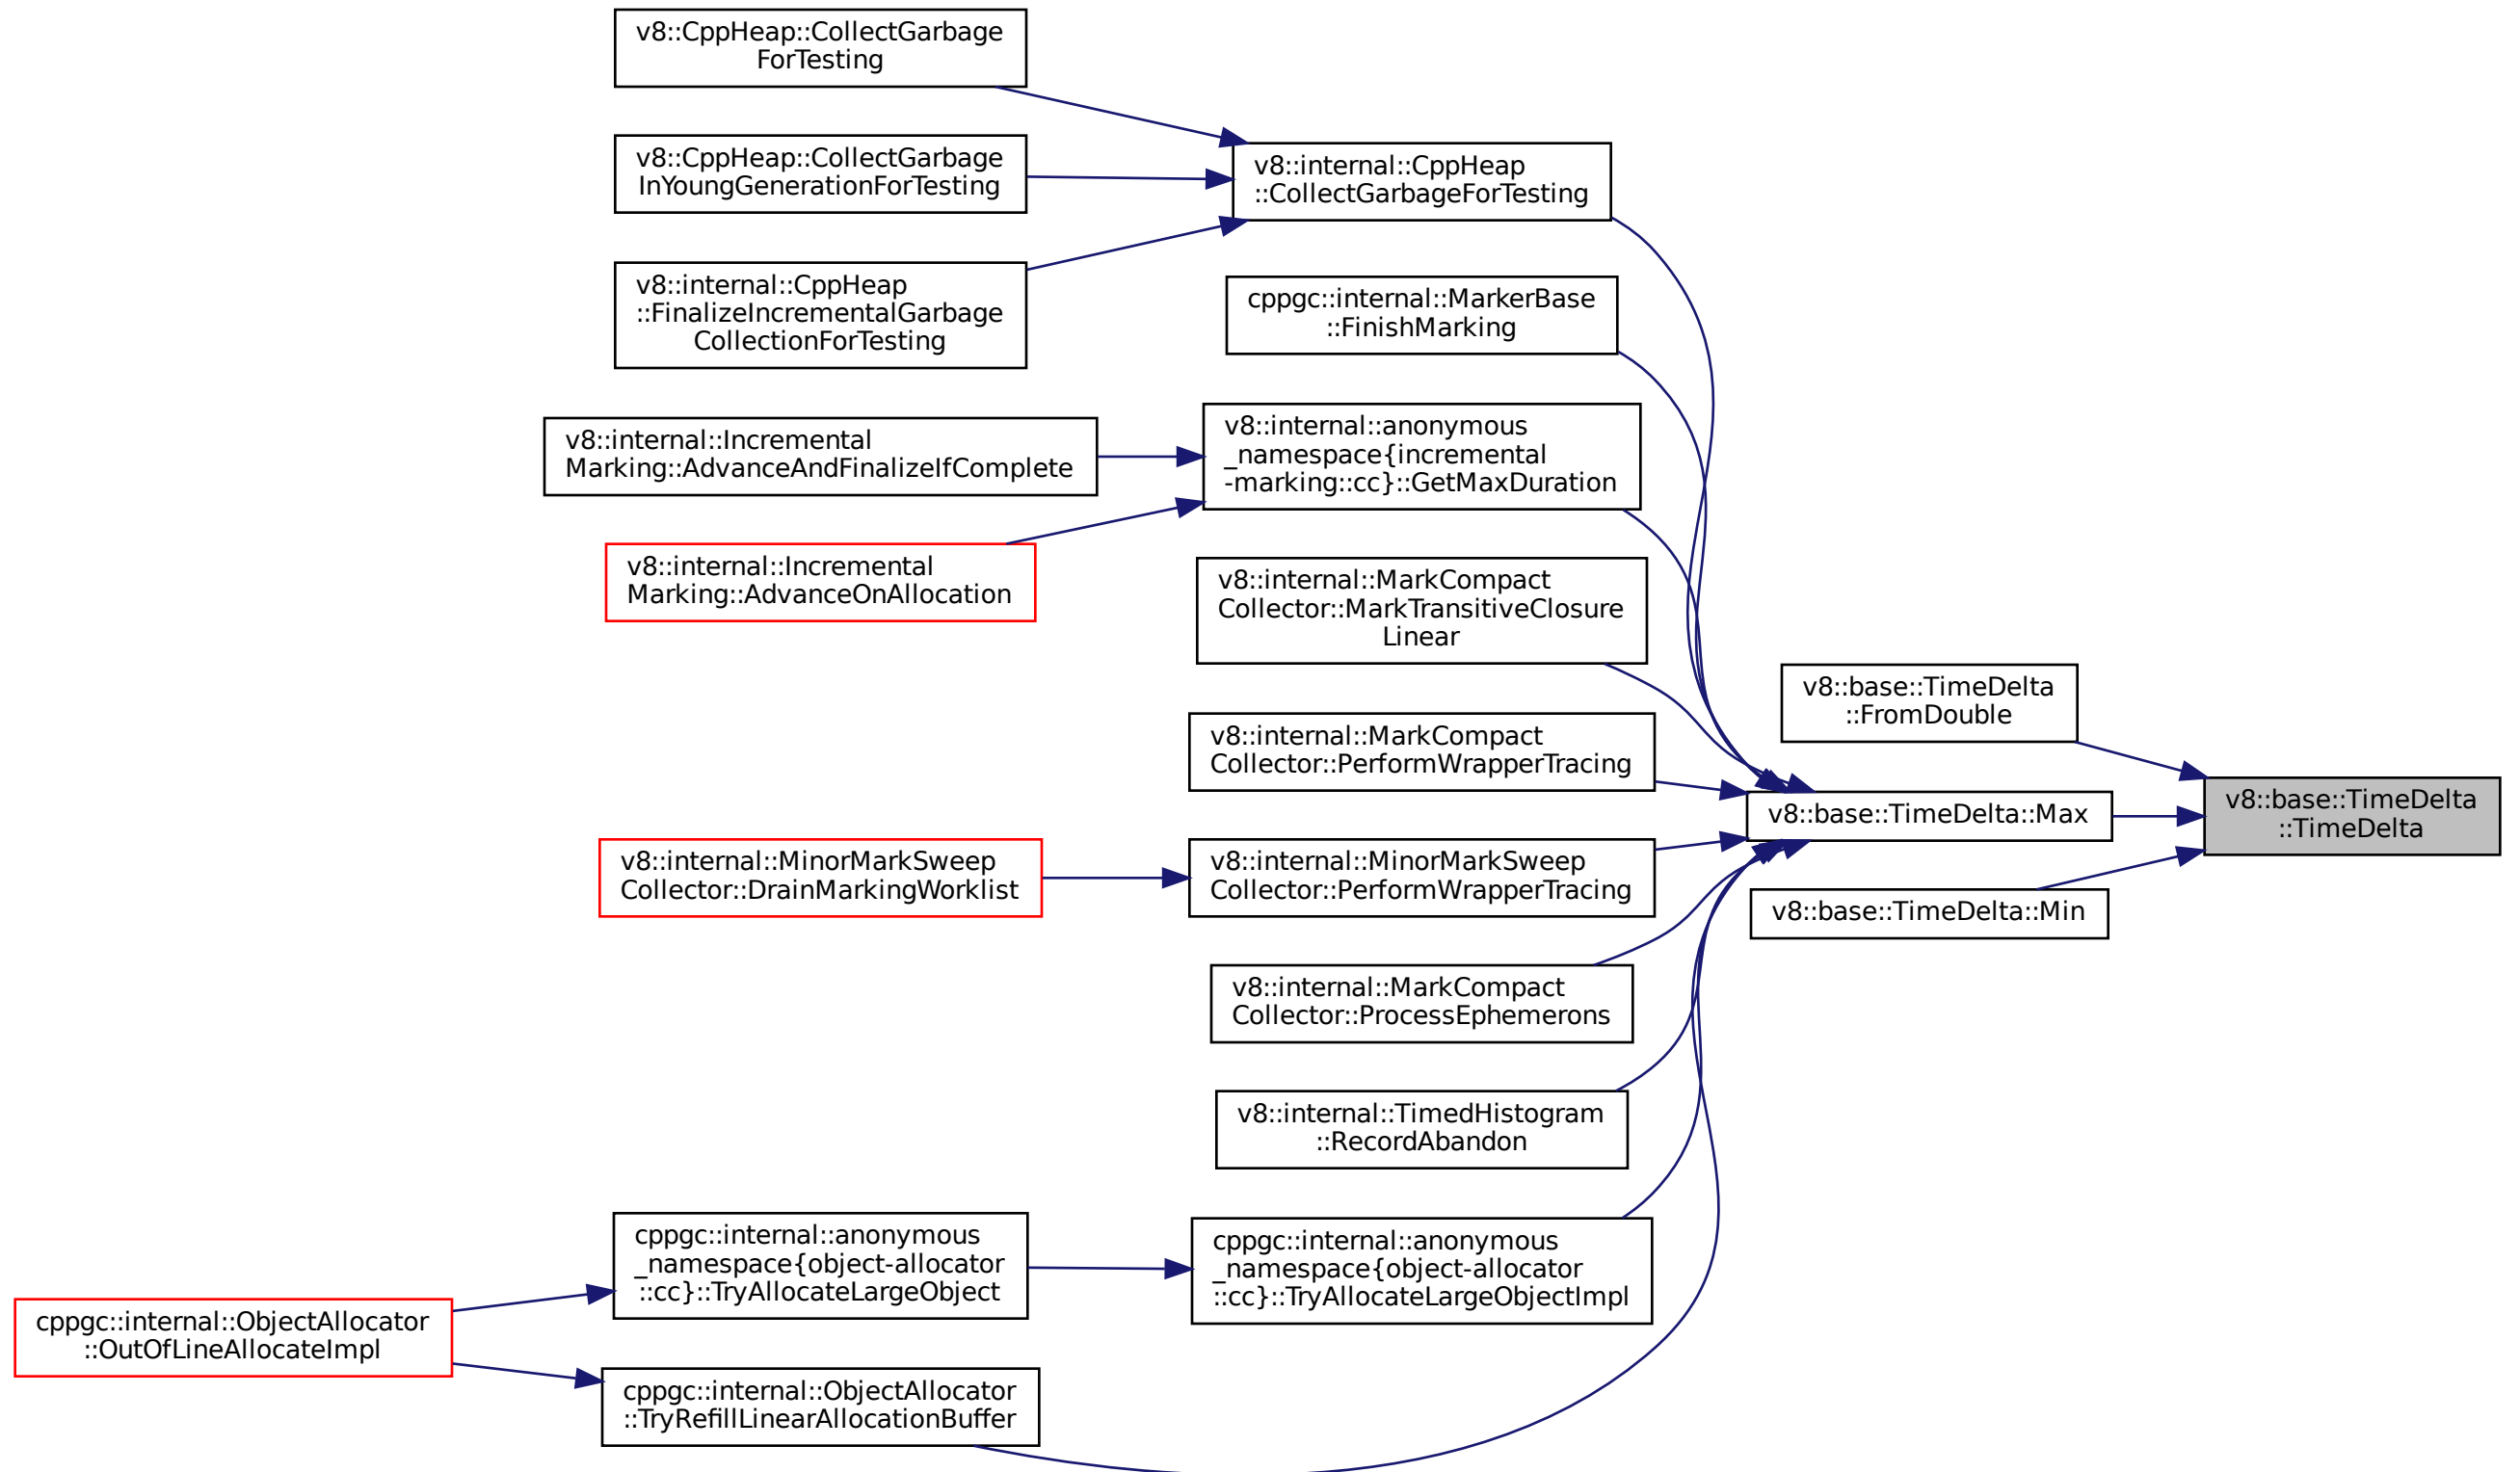 v8::CppHeap::CollectGarbage
ForTesting
v8::CppHeap::CollectGarbage
InYoungGenerationForTesting
v8::internal::CppHeap
::CollectGarbageForTesting
v8::internal::CppHeap
::FinalizeIncrementalGarbage
CollectionForTesting
cppgc::internal::MarkerBase
::FinishMarking
v8::internal::Incremental
Marking::AdvanceAndFinalizeIfComplete
v8::internal::anonymous
_namespace{incremental
-marking::cc}::GetMaxDuration
v8::internal::Incremental
Marking::AdvanceOnAllocation
v8::internal::MarkCompact
Collector::MarkTransitiveClosure
Linear
v8::base::TimeDelta
::FromDouble
v8::internal::MarkCompact
Collector::PerformWrapperTracing
v8::base::TimeDelta::Max
v8::base::TimeDelta
::TimeDelta
v8::internal::MinorMarkSweep
Collector::DrainMarkingWorklist
v8::internal::MinorMarkSweep
Collector::PerformWrapperTracing
v8::base::TimeDelta::Min
v8::internal::MarkCompact
Collector::ProcessEphemerons
v8::internal::TimedHistogram
::RecordAbandon
cppgc::internal::anonymous
_namespace{object-allocator
::cc}::TryAllocateLargeObject
cppgc::internal::anonymous
_namespace{object-allocator
::cc}::TryAllocateLargeObjectImpl
cppgc::internal::ObjectAllocator
::OutOfLineAllocateImpl
cppgc::internal::ObjectAllocator
::TryRefillLinearAllocationBuffer